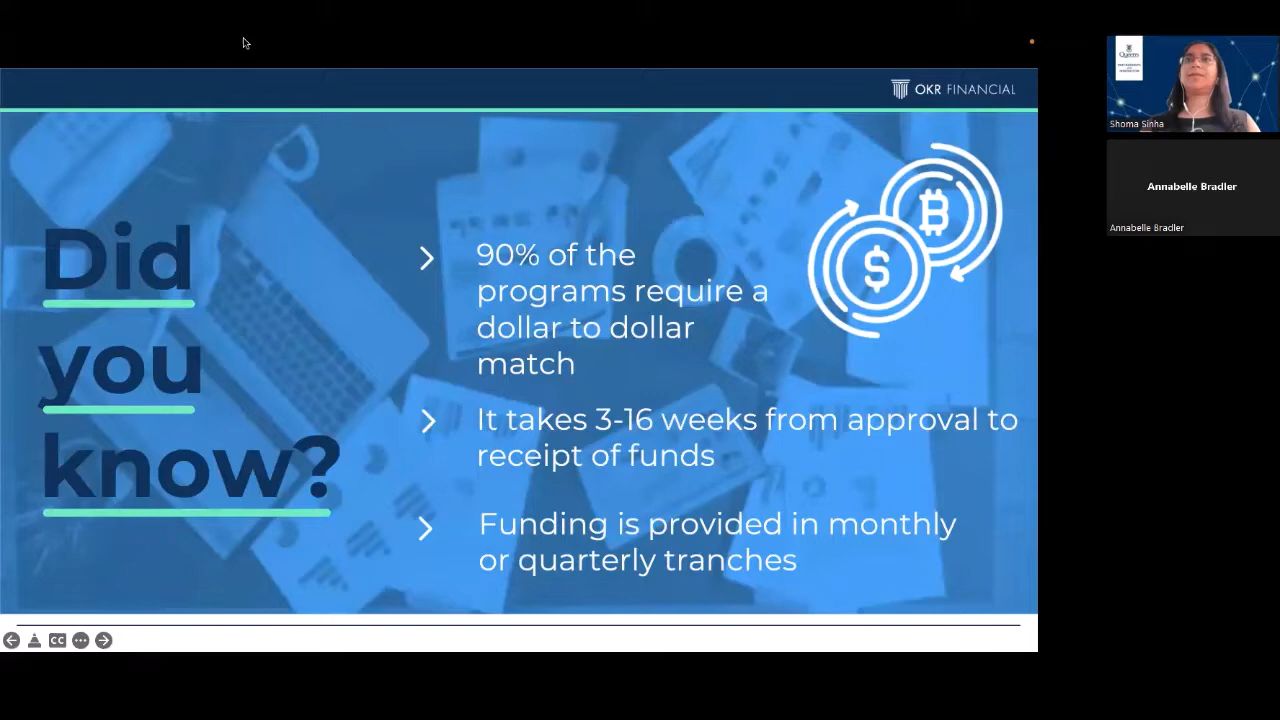 OKR FINANCIAL
Did
you
know?
90% of the
programs require a
dollar to dollar
match
It takes 3-16 weeks from approval to
receipt of funds
Funding is provided in monthly
or quarterly tranches
CC
Queen's
Shoma Sinha
Annabelle Bradler
Annabelle Bradler